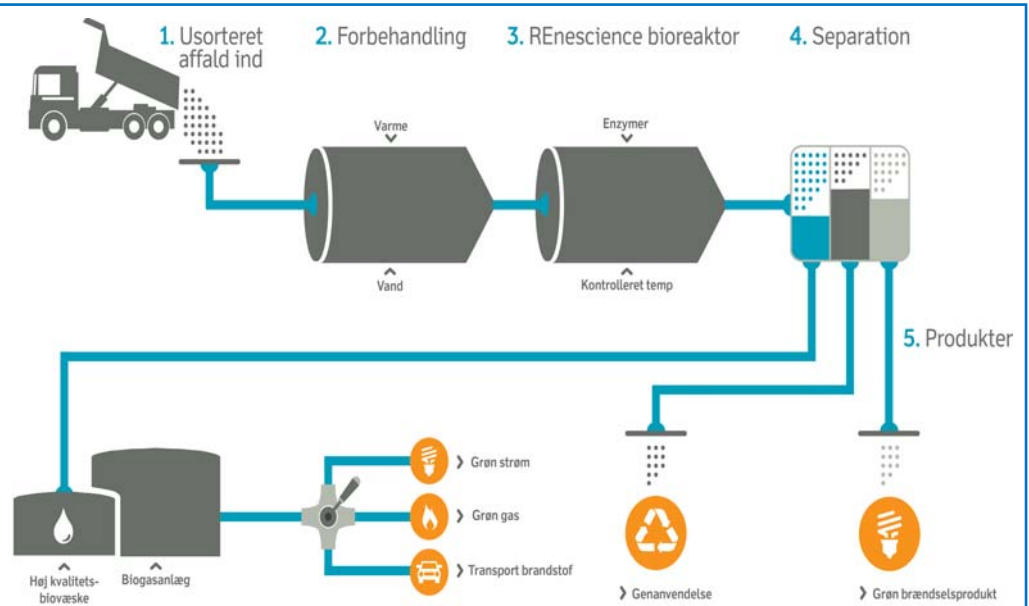 1. Usorteret
affald ind
2. Forbehandling
3. REnescience bioreaktor
4. Separation
Varme
Enzymer
Vand
Kontrolleret temp
5. Produkter
Grøn strøm
Grøn gas
Transport brandstof
Høj kvalitets-
biovæske
Biogasanlæg
Genanvendelse
Grøn brændselsprodukt